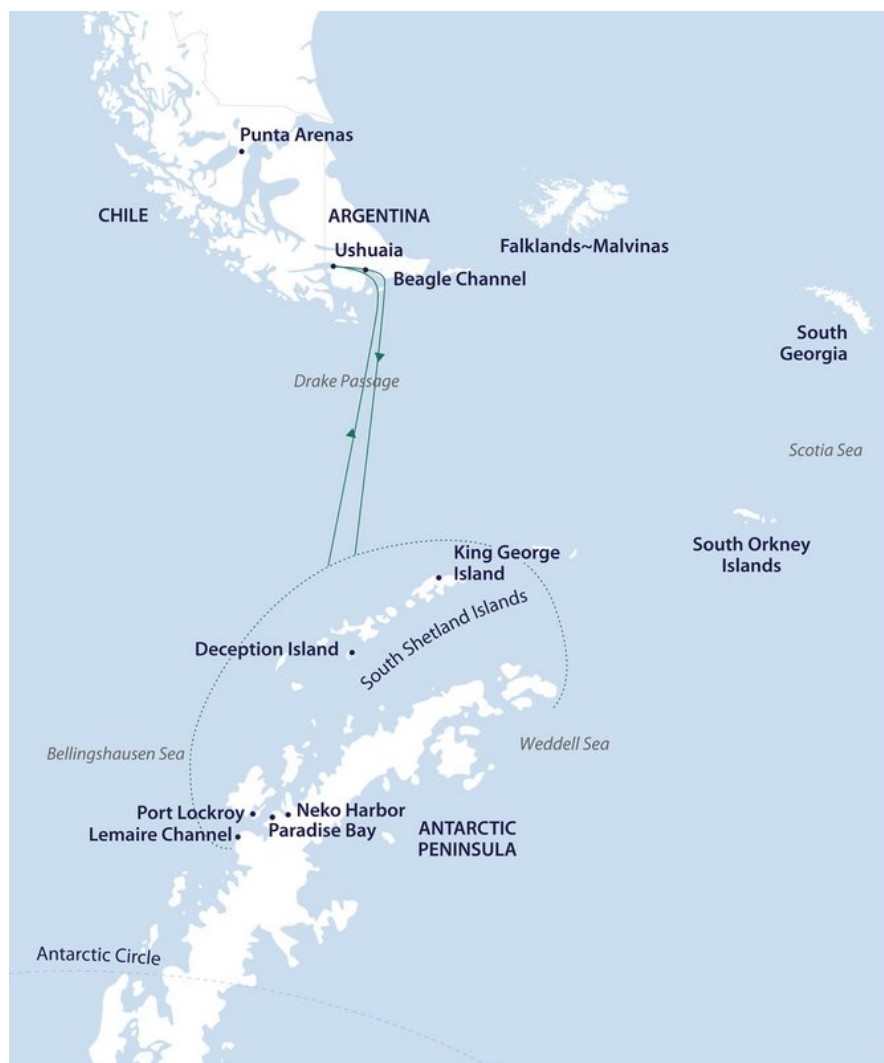 Punta Arenas
CHILE
ARGENTINA
Ushuaia
Falklands~Malvinas
Beagle Channel
South
Georgia
Drake Passage
Scotia Sea
King George
Island
South Orkney
Islands
South Shetland Islands
Deception Island
Bellingshausen Sea
Weddell Sea
Port Lockroy
Neko Harbor
Lemaire Channel
Paradise Bay
ANTARCTIC
PENINSULA
Antarctic Circle